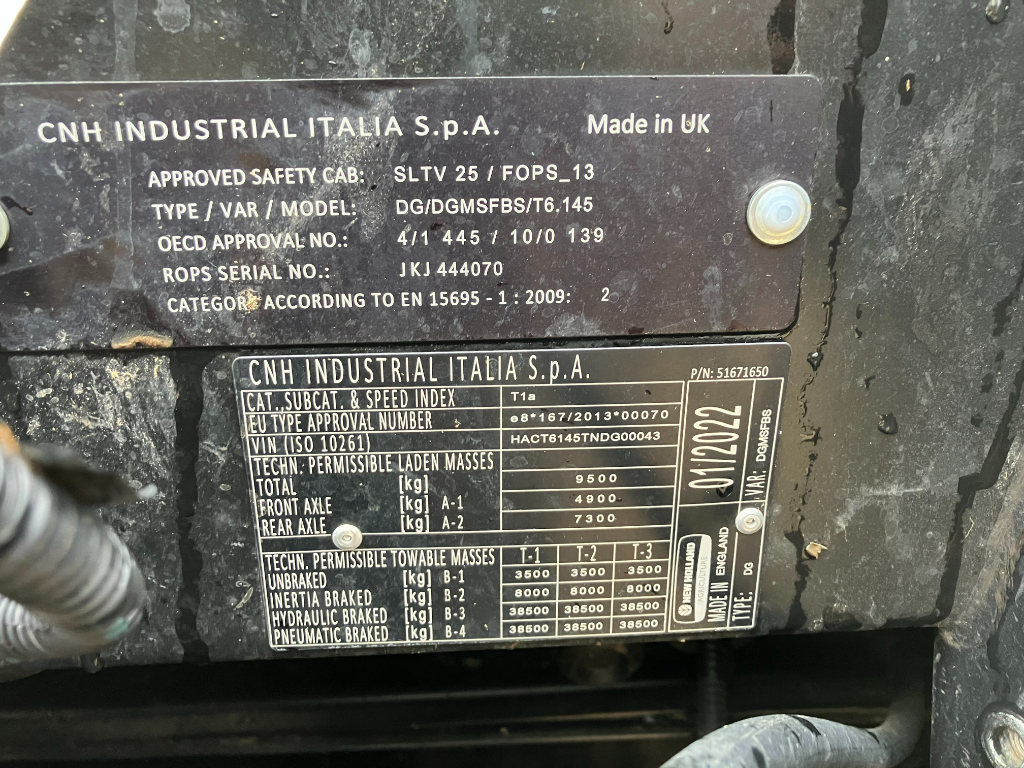 CNH INDUSTRIAL ITALIA S.p.A. Made in UK
APPROVED SAFETY CAB: SLTV 25 / FOPS_13
TYPE / VAR / MODEL: DG/DGMSFBS/T6.145
OECD APPROVAL NO.: 4/1 445 / 10/0 139
ROPS SERIAL NO.: JKJ 444070
CATEGORY ACCORDING TO EN 15695 - 1 : 2009: 2
CNH INDUSTRIAL ITALIA S.p.A. P/N: 51671650
CAT.,SUBCAT. & SPEED INDEX T1a
EU TYPE APPROVAL NUMBER e8*167/2013*00070
VIN (ISO 10261) HACT6145TNDG00043
TECHN. PERMISSIBLE LADEN MASSES
TOTAL [kg] 9500
FRONT AXLE [kg] A-1 4900
REAR AXLE [kg] A-2 7300
TECHN. PERMISSIBLE TOWABLE MASSES T-1 T-2 T-3
UNBRAKED [kg] B-1 3500 3500 3500
INERTIA BRAKED [kg] B-2 8000 8000 8000
HYDRAULIC BRAKED [kg] B-3 38500 38500 38500
PNEUMATIC BRAKED [kg] B-4 38500 38500 38500
01/2022
VAR: DGMSFBS
NEW HOLLAND
AGRICULTURE
MADE IN ENGLAND
TYPE: DG